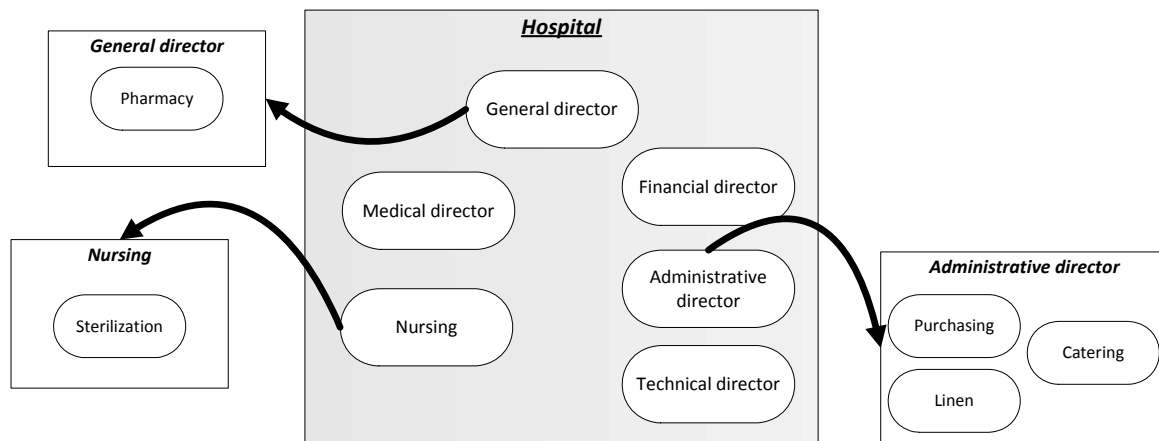 Hospital
General director
Pharmacy
General director
Medical director
Financial director
Nursing
Sterilization
Nursing
Administrative
director
Technical director
Administrative director
Purchasing
Catering
Linen